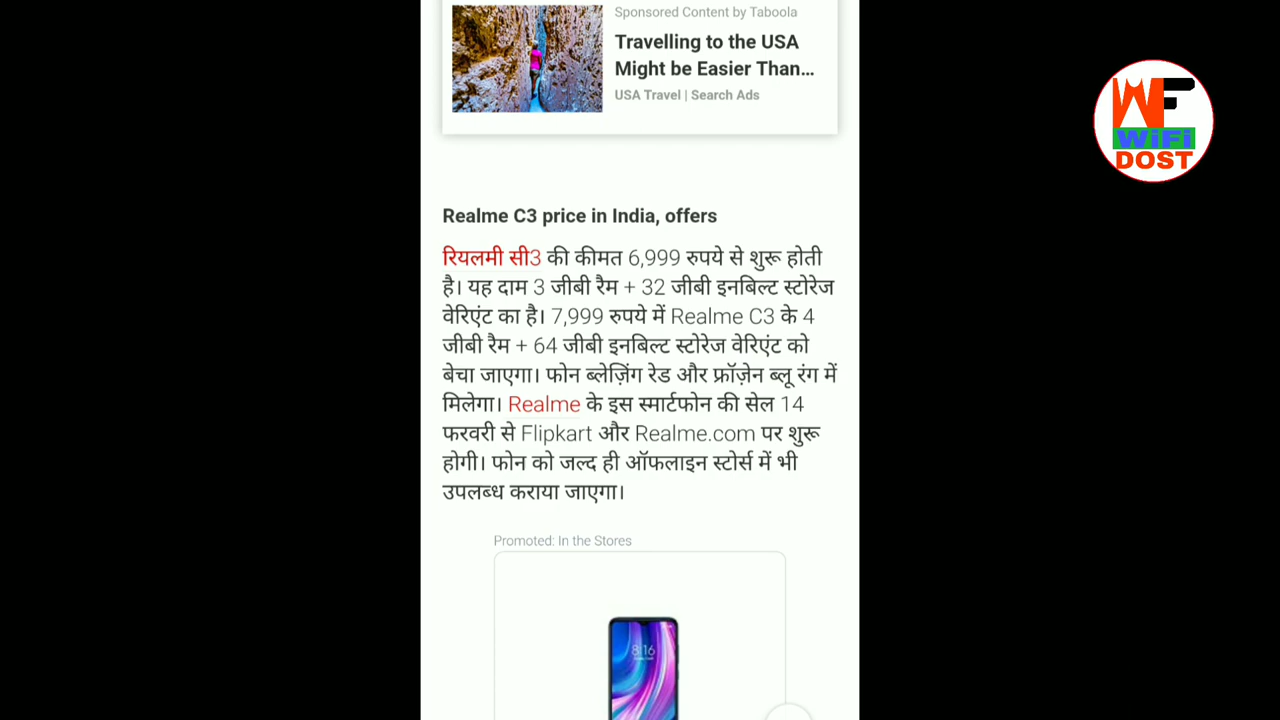 Sponsored Content by Taboola
Travelling to the USA
Might be Easier Than...
USA Travel | Search Ads
WF
WiFi
DOST
Realme C3 price in India, offers
रियलमी सी3 की कीमत 6,999 रुपये से शुरू होती
है। यह दाम 3 जीबी रैम + 32 जीबी इनबिल्ट स्टोरेज
वेरिएंट का है। 7,999 रुपये में Realme C3 के 4
जीबी रैम + 64 जीबी इनबिल्ट स्टोरेज वेरिएंट को
बेचा जाएगा। फोन ब्लेज़िंग रेड और फ्रॉज़ेन ब्लू रंग में
मिलेगा। Realme के इस स्मार्टफोन की सेल 14
फरवरी से Flipkart और Realme.com पर शुरू
होगी। फोन को जल्द ही ऑफलाइन स्टोर्स में भी
उपलब्ध कराया जाएगा।
Promoted: In the Stores
8:16